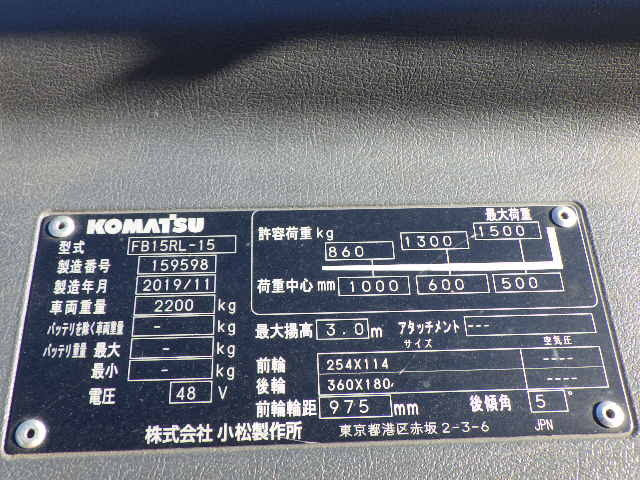 KOMATSU
型式 FB15RL-15
製造番号 159598
製造年月 2019/11
車両重量 2200 kg
バッテリを除く車両重量 - kg
バッテリ重量 最大 - kg
最小 - kg
電圧 48 V
最大荷重
許容荷重 kg 860 1300 1500
荷重中心 mm 1000 600 500
最大揚高 3.0 m アタッチメント ---
サイズ 空気圧
前輪 254X114 ----
後輪 360X180 ----
前輪輪距 975 mm 後傾角 5 °
株式会社 小松製作所 東京都港区赤坂 2-3-6 JPN